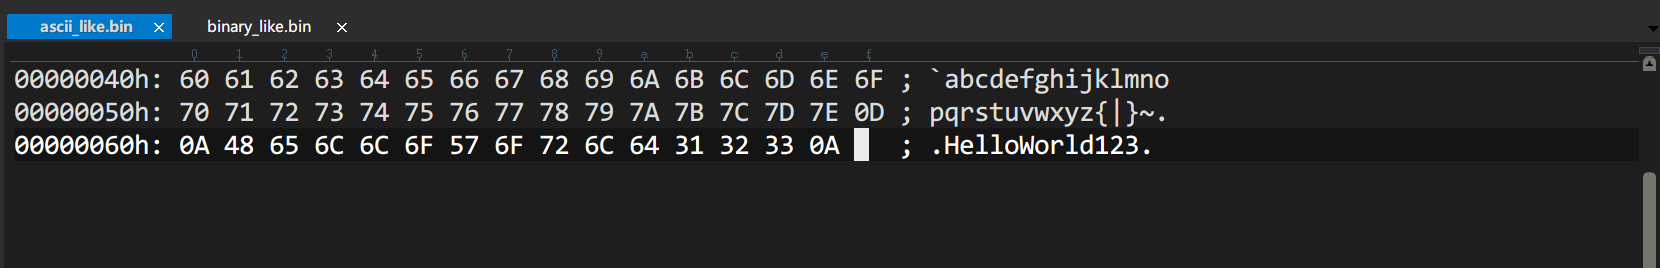 ascii_like.bin × binary_like.bin ×
0 1 2 3 4 5 6 7 8 9 a b c d e f
00000040h: 60 61 62 63 64 65 66 67 68 69 6A 6B 6C 6D 6E 6F ; `abcdefghijklmno
00000050h: 70 71 72 73 74 75 76 77 78 79 7A 7B 7C 7D 7E 0D ; pqrstuvwxyz{|}~.
00000060h: 0A 48 65 6C 6C 6F 57 6F 72 6C 64 31 32 33 0A ; .HelloWorld123.